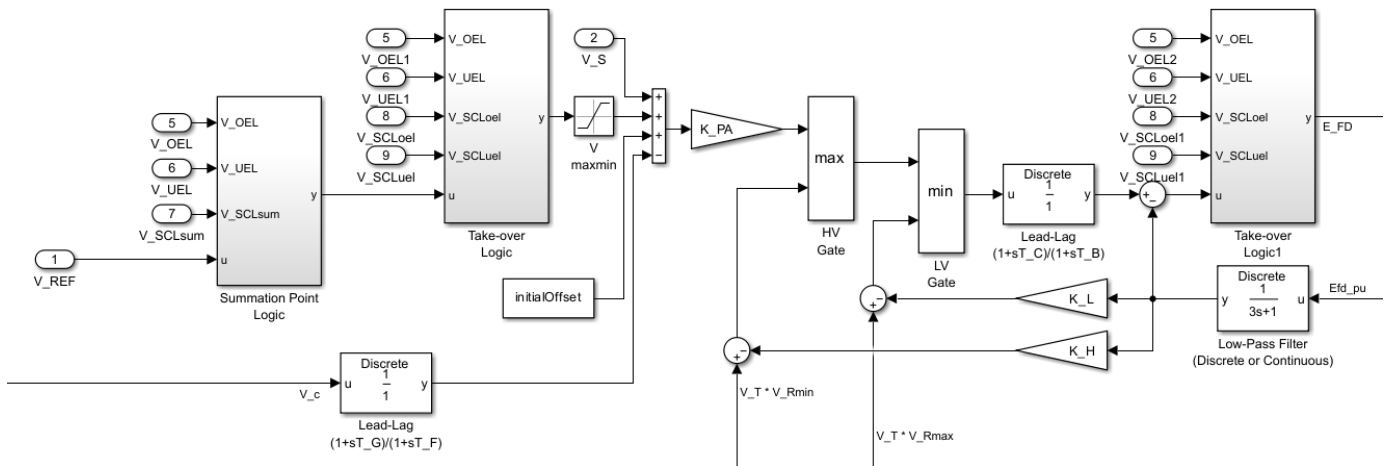 5
V_OEL
6
V_UEL
7
V_SCLsum
1
V_REF
V_OEL
V_UEL
V_SCLsum
u
y
Summation Point
Logic
5
V_OEL1
6
V_UEL1
8
V_SCLoel
9
V_SCLuel
V_OEL
V_UEL
V_SCLoel
V_SCLuel
u
y
Take-over
Logic
2
V_S
V
maxmin
+
+
+
−
initialOffset
V_c
Discrete
u
1
1
y
Lead-Lag
(1+sT_G)/(1+sT_F)
K_PA
max
HV
Gate
min
LV
Gate
Discrete
u
1
1
y
Lead-Lag
(1+sT_C)/(1+sT_B)
+
−
5
V_OEL2
6
V_UEL2
8
V_SCLoel1
9
V_SCLuel1
V_OEL
V_UEL
V_SCLoel
V_SCLuel
u
y
Take-over
Logic1
E_FD
+
−
K_L
+
−
K_H
Discrete
y
1
3s+1
u
Efd_pu
Low-Pass Filter
(Discrete or Continuous)
V_T * V_Rmin
V_T * V_Rmax